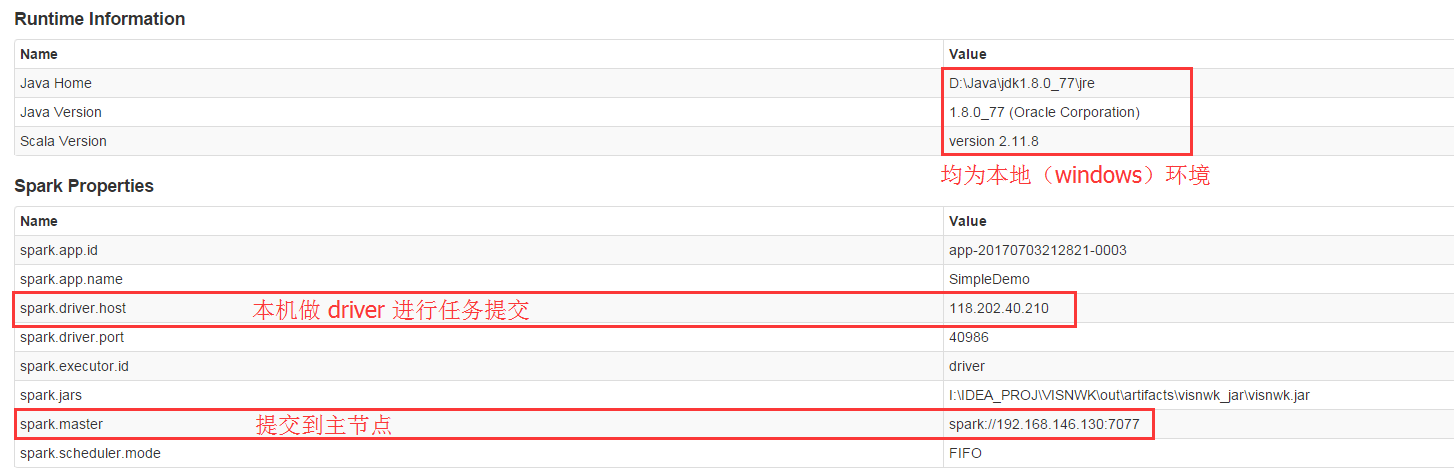 Runtime Information
Name Value
Java Home D:\Java\jdk1.8.0_77\jre
Java Version 1.8.0_77 (Oracle Corporation)
Scala Version version 2.11.8
均为本地（windows）环境
Spark Properties
Name Value
spark.app.id app-20170703212821-0003
spark.app.name SimpleDemo
spark.driver.host 本机做 driver 进行任务提交 118.202.40.210
spark.driver.port 40986
spark.executor.id driver
spark.jars I:\IDEA_PROJ\VISNWK\out\artifacts\visnwk_jar\visnwk.jar
spark.master 提交到主节点 spark://192.168.146.130:7077
spark.scheduler.mode FIFO